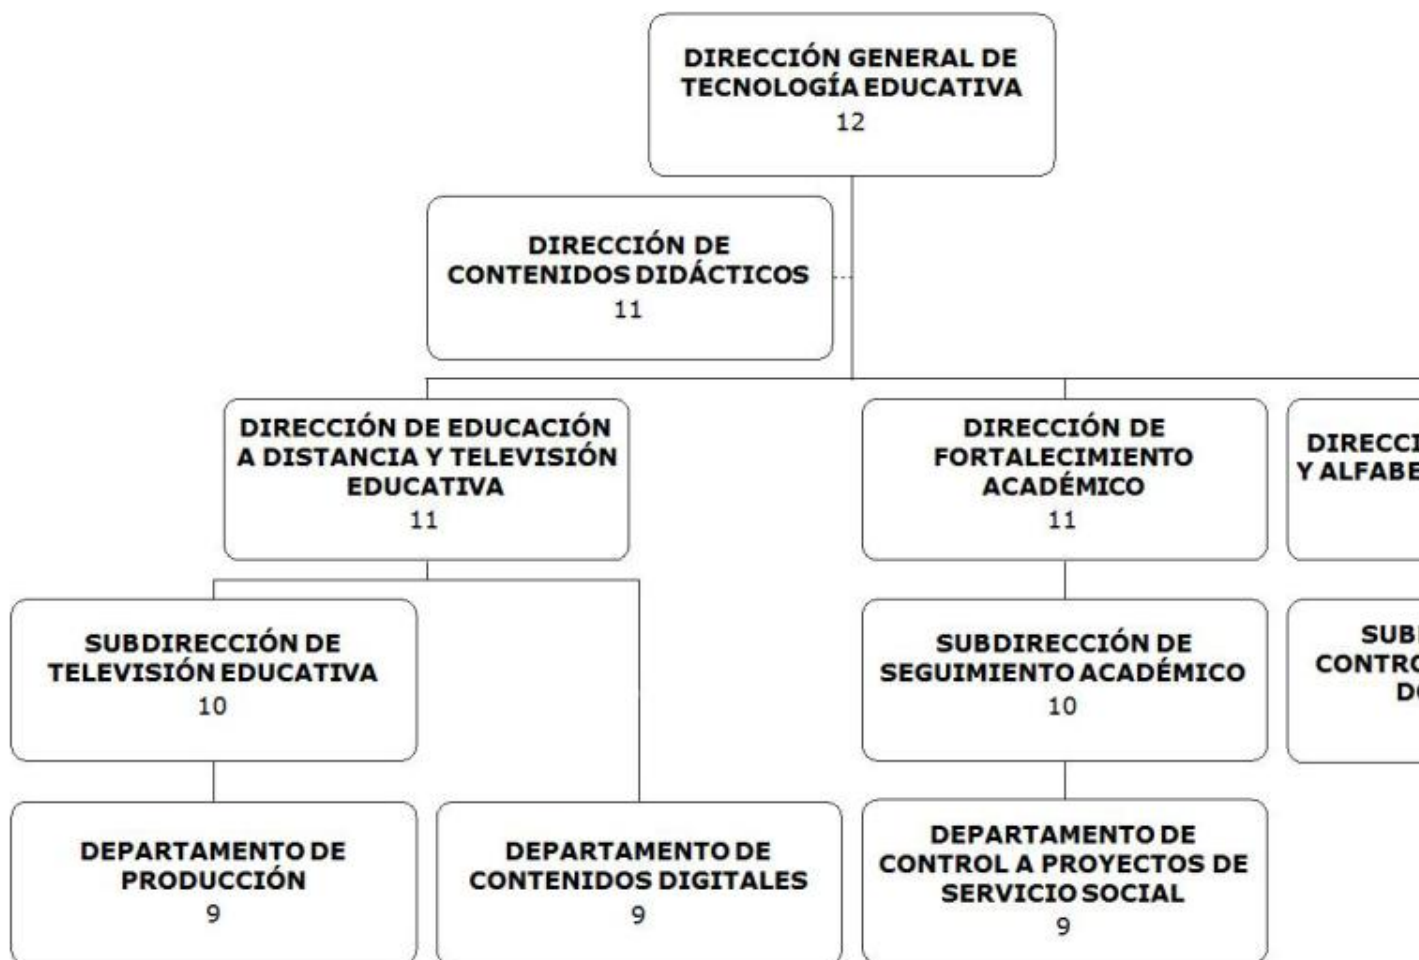 DIRECCIÓN GENERAL DE
TECNOLOGÍA EDUCATIVA
12
DIRECCIÓN DE
CONTENIDOS DIDÁCTICOS
11
DIRECCIÓN DE EDUCACIÓN
A DISTANCIA Y TELEVISIÓN
EDUCATIVA
11
DIRECCIÓN DE
FORTALECIMIENTO
ACADÉMICO
11
Y
SUBDIRECCIÓN DE
TELEVISIÓN EDUCATIVA
10
SUBDIRECCIÓN DE
SEGUIMIENTO ACADÉMICO
10
DEPARTAMENTO DE
PRODUCCIÓN
9
DEPARTAMENTO DE
CONTENIDOS DIGITALES
9
DEPARTAMENTO DE
CONTROL A PROYECTOS DE
SERVICIO SOCIAL
9